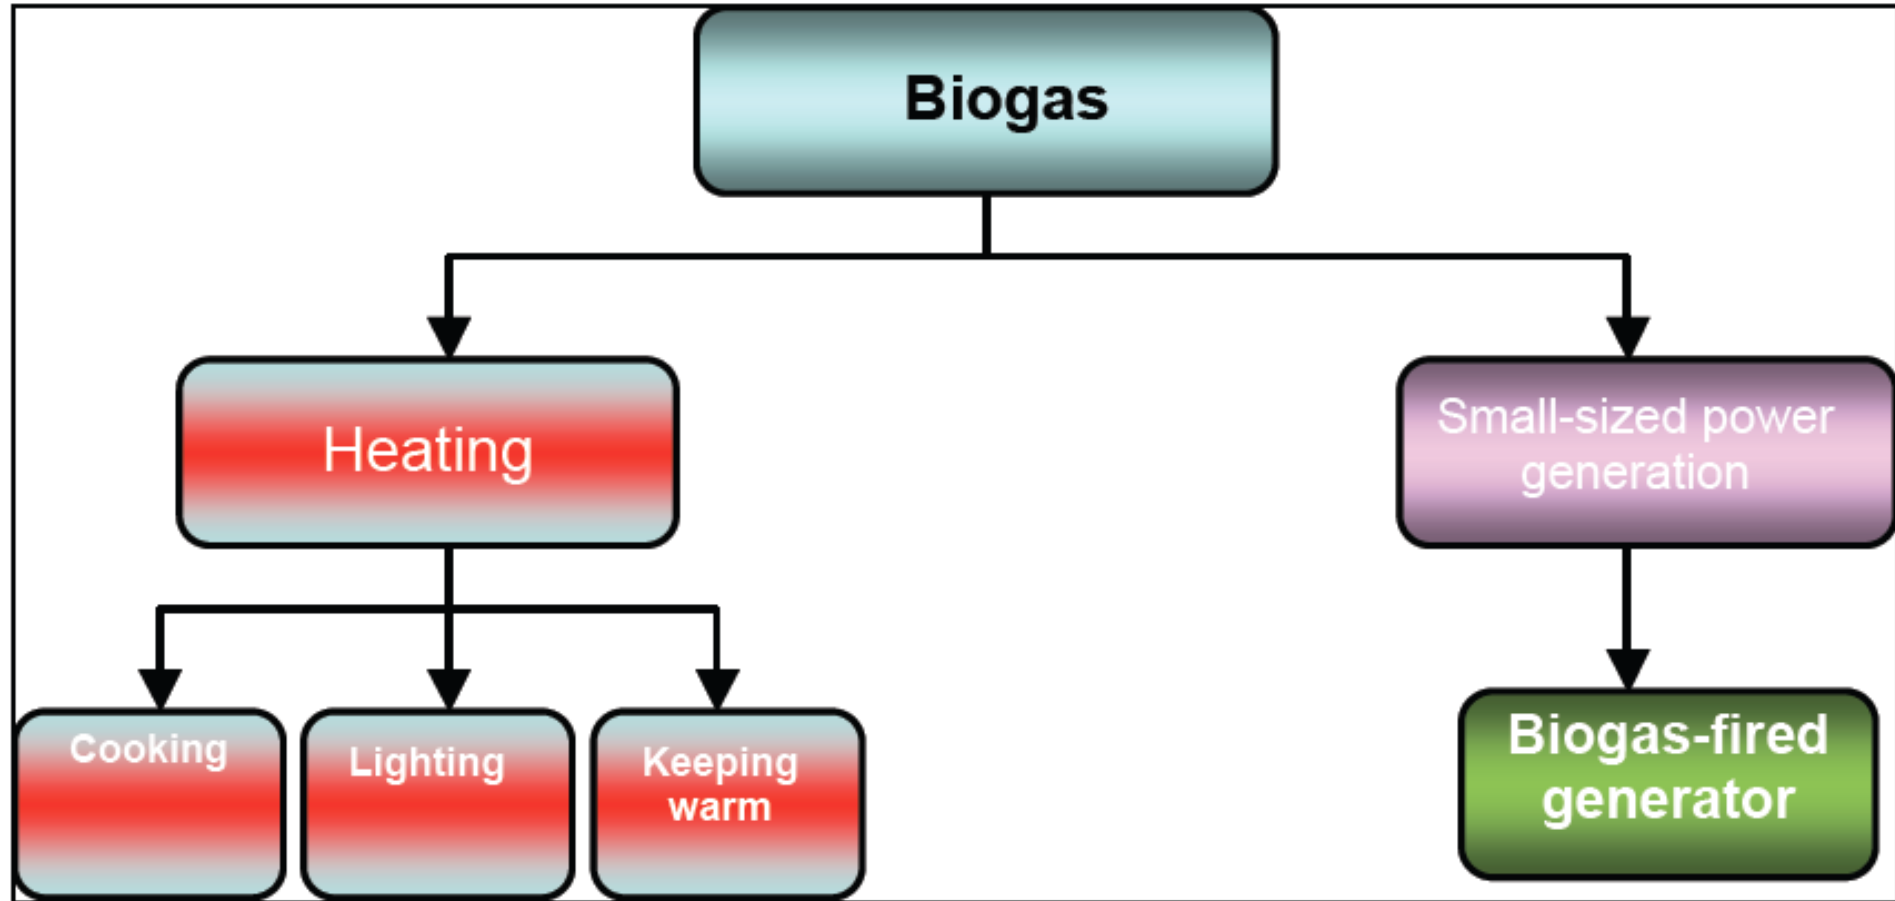 Biogas
Heating
Small-sized power
generation
Cooking
Lighting
Keeping
warm
Biogas-fired
generator